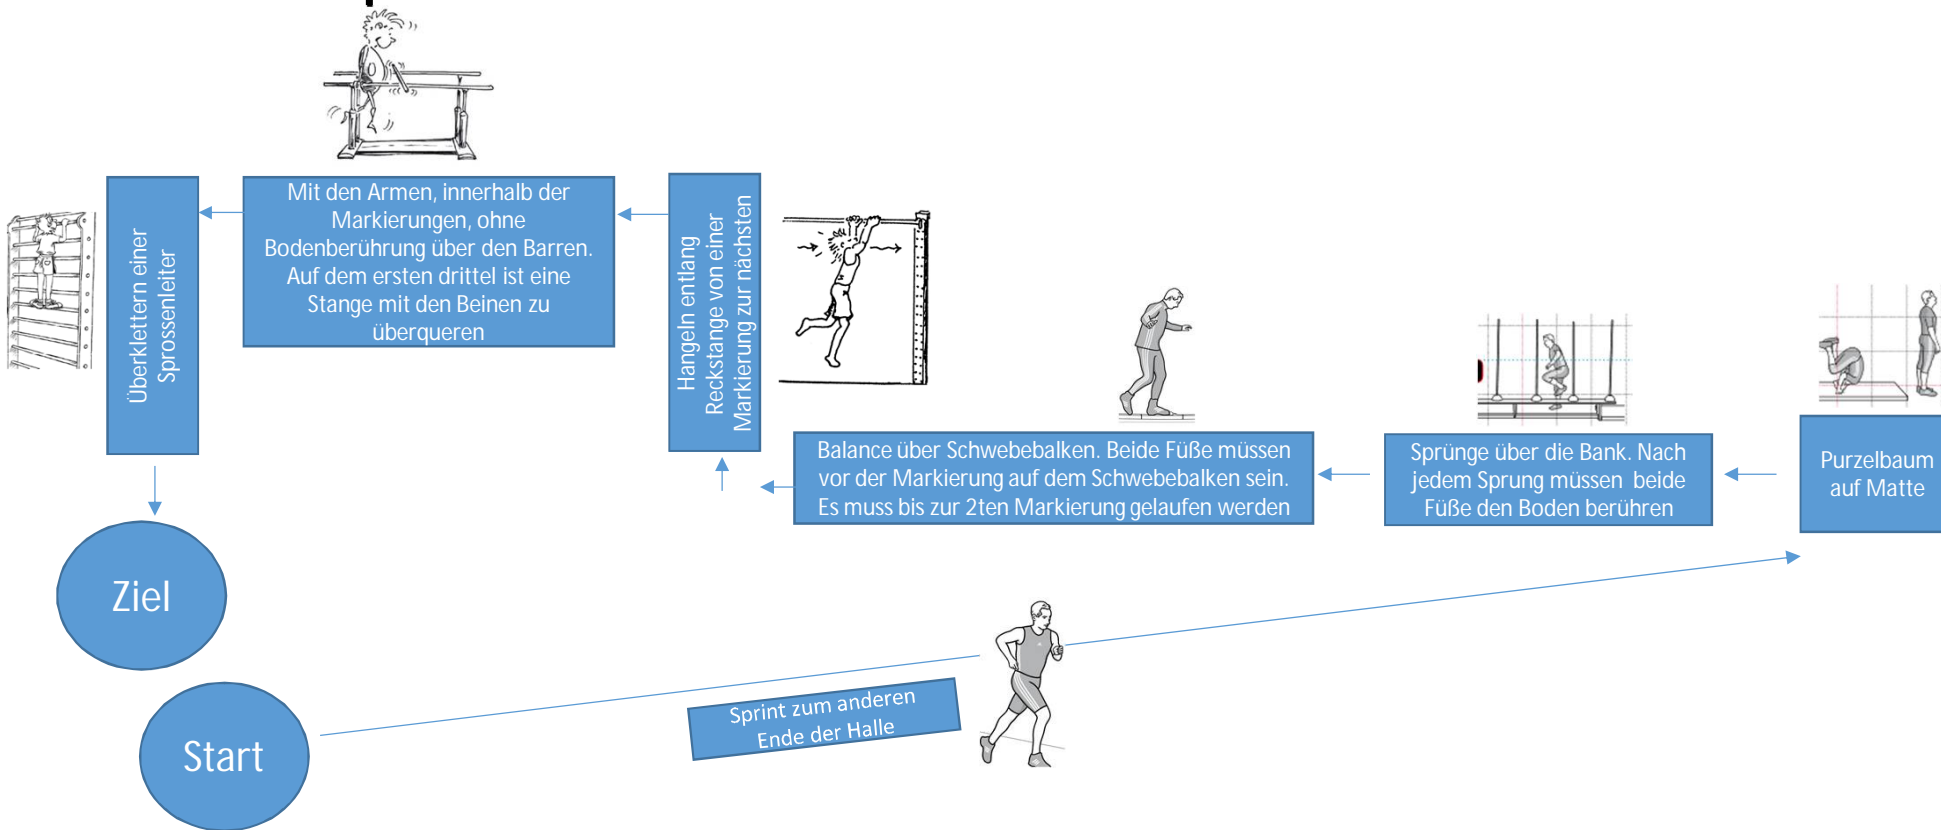 Mit den Armen, innerhalb der
Markierungen, ohne
Bodenberührung über den Barren.
Auf dem ersten drittel ist eine
Stange mit den Beinen zu
überqueren
Überklettern einer
Sprossenleiter
Hangeln entlang
Reckstange von einer
Markierung zur nächsten
Balance über Schwebebalken. Beide Füße müssen
vor der Markierung auf dem Schwebebalken sein.
Es muss bis zur 2ten Markierung gelaufen werden
Sprünge über die Bank. Nach
jedem Sprung müssen beide
Füße den Boden berühren
Purzelbaum
auf Matte
Ziel
Sprint zum anderen
Ende der Halle
Start